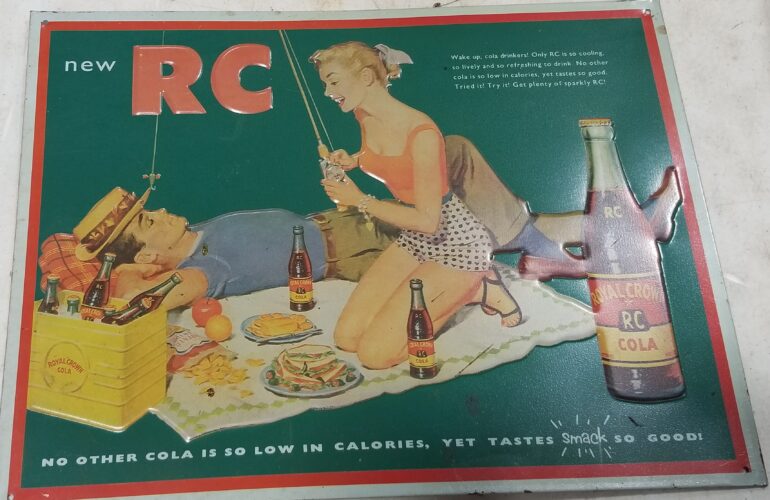 new RC
Wake up, cola drinkers! Only RC is so cooling,
so lively and so refreshing to drink. No other
cola is so low in calories, yet tastes so good.
Tried it! Try it! Get plenty of sparkly RC!
RC
RC
ROYAL CROWN
RC
COLA
ROYAL CROWN
COLA
COLA
ROYAL CROWN
COLA
NO OTHER COLA IS SO LOW IN CALORIES, YET TASTES smack SO GOOD!